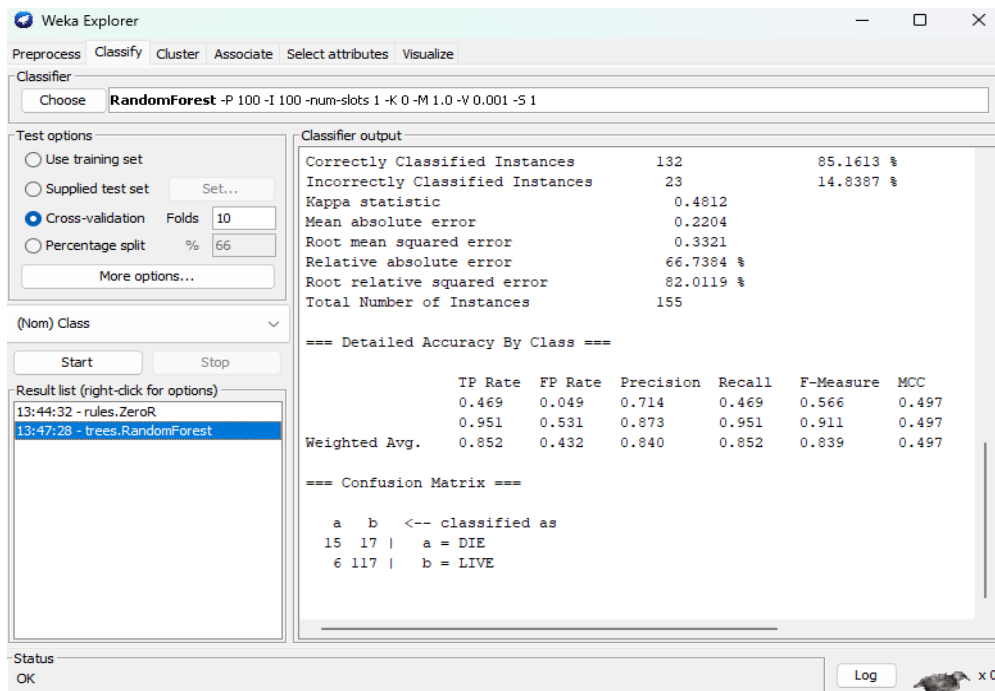 Weka Explorer
Preprocess Classify Cluster Associate Select attributes Visualize
Classifier
Choose RandomForest -P 100 -I 100 -num-slots 1 -K 0 -M 1.0 -V 0.001 -S 1
Test options
Use training set
Supplied test set Set...
Cross-validation Folds 10
Percentage split % 66
More options...
(Nom) Class
Start Stop
Result list (right-click for options)
13:44:32 - rules.ZeroR
13:47:28 - trees.RandomForest
Classifier output
Correctly Classified Instances 132 85.1613 %
Incorrectly Classified Instances 23 14.8387 %
Kappa statistic 0.4812
Mean absolute error 0.2204
Root mean squared error 0.3321
Relative absolute error 66.7384 %
Root relative squared error 82.0119 %
Total Number of Instances 155
=== Detailed Accuracy By Class ===
TP Rate FP Rate Precision Recall F-Measure MCC
0.469 0.049 0.714 0.469 0.566 0.497
0.951 0.531 0.873 0.951 0.911 0.497
Weighted Avg. 0.852 0.432 0.840 0.852 0.839 0.497
=== Confusion Matrix ===
a b <-- classified as
15 17 | a = DIE
6 117 | b = LIVE
Status
OK
Log
x 0